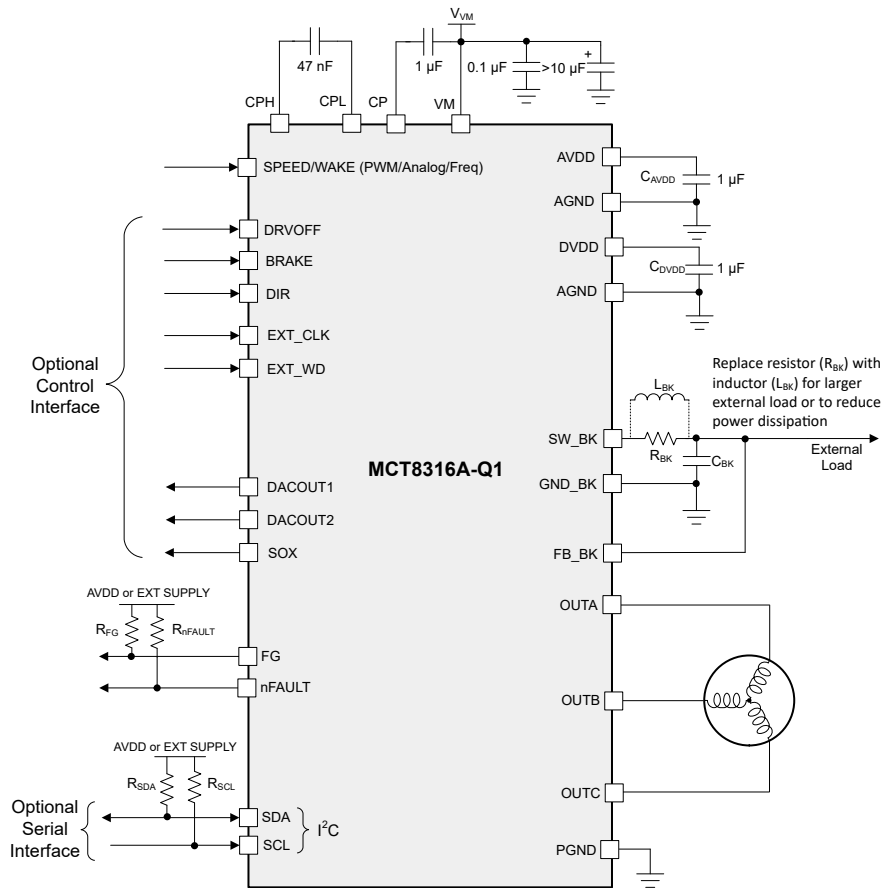 V_VM
47 nF
1 µF
0.1 µF
>10 µF
+
CPH
CPL
CP
VM
SPEED/WAKE (PWM/Analog/Freq)
AVDD
C_AVDD
1 µF
AGND
DRVOFF
DVDD
BRAKE
C_DVDD
1 µF
DIR
AGND
EXT_CLK
EXT_WD
Optional
Control
Interface
Replace resistor (R_BK) with
inductor (L_BK) for larger
external load or to reduce
power dissipation
L_BK
SW_BK
R_BK
C_BK
External
Load
MCT8316A-Q1
GND_BK
DACOUT1
DACOUT2
SOX
FB_BK
AVDD or EXT SUPPLY
R_FG
R_nFAULT
OUTA
FG
nFAULT
OUTB
AVDD or EXT SUPPLY
R_SDA
R_SCL
OUTC
Optional
Serial
Interface
SDA
SCL
I²C
PGND